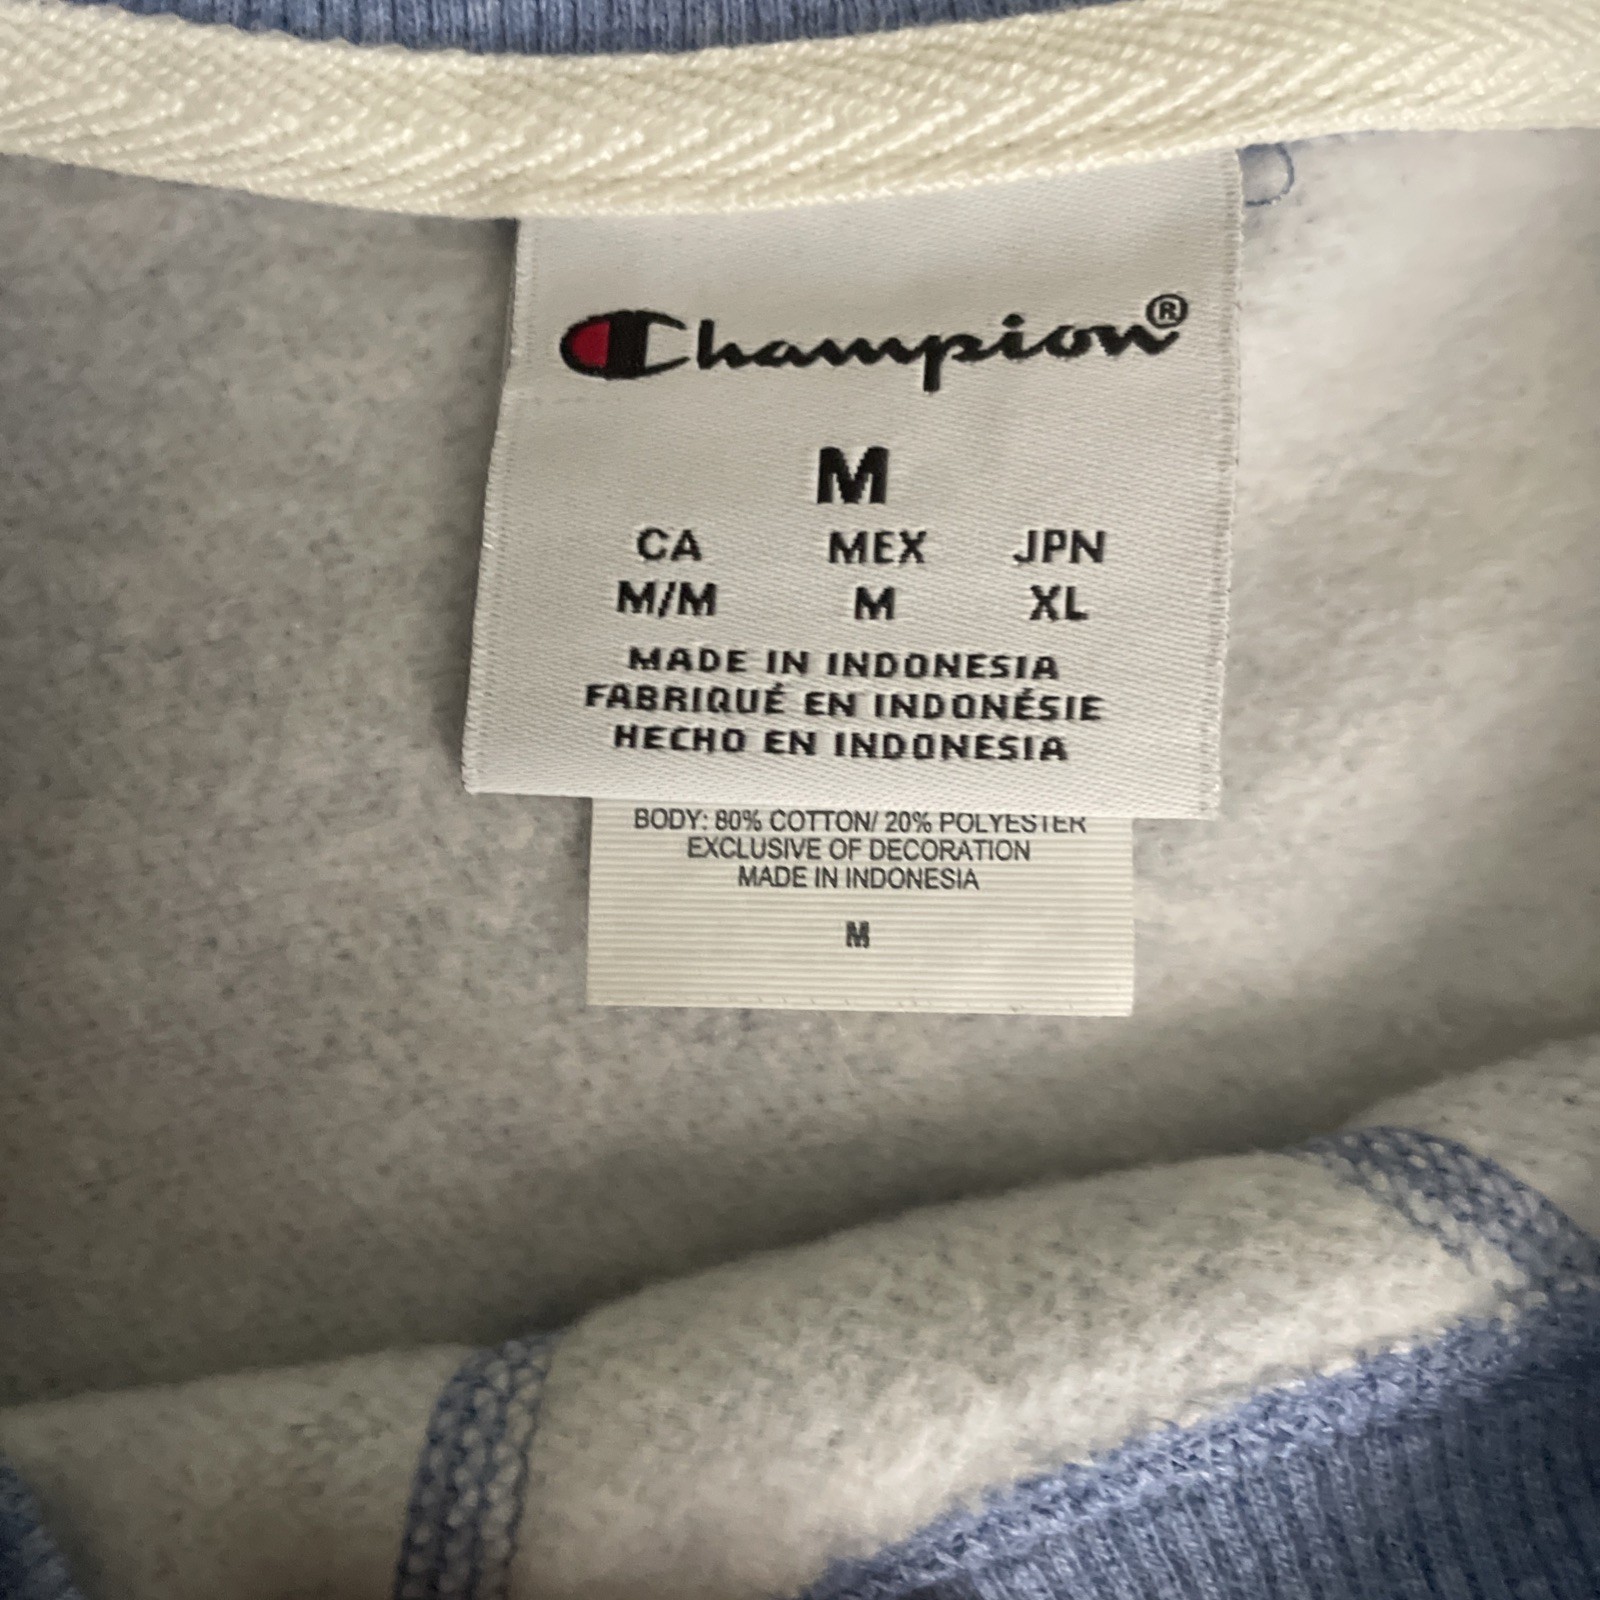 Champion®
M
CA MEX JPN
M/M M XL
MADE IN INDONESIA
FABRIQUÉ EN INDONÉSIE
HECHO EN INDONESIA
BODY: 80% COTTON/ 20% POLYESTER
EXCLUSIVE OF DECORATION
MADE IN INDONESIA
M